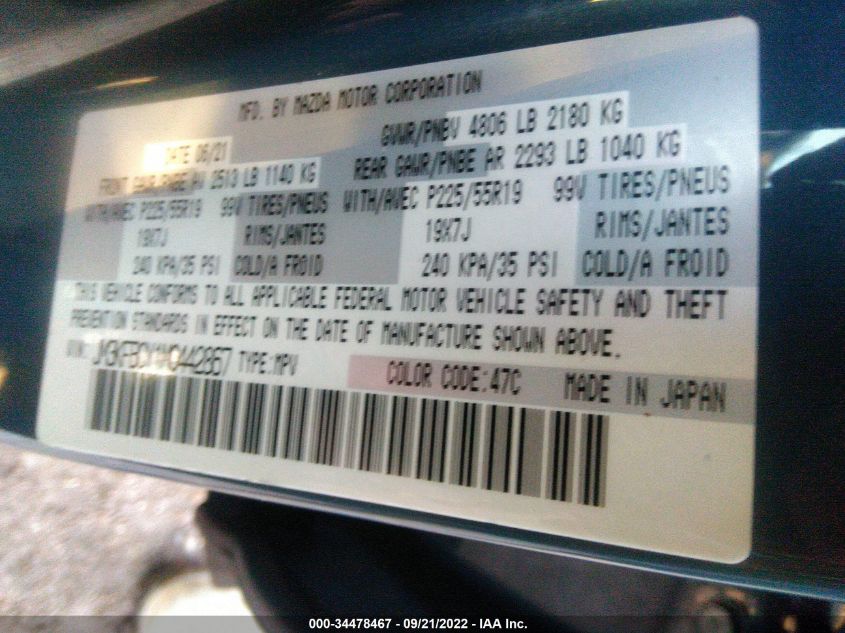 MFD. BY MAZDA MOTOR CORPORATION
DATE 06/21 GVWR/PNBV 4806 LB 2180 KG
FRONT GAWR/PNBE AV 2513 LB 1140 KG REAR GAWR/PNBE AR 2293 LB 1040 KG
WITH/AVEC P225/55R19 99V TIRES/PNEUS WITH/AVEC P225/55R19 99V TIRES/PNEUS
19X7J RIMS/JANTES 19X7J RIMS/JANTES
240 KPA/35 PSI COLD/A FROID 240 KPA/35 PSI COLD/A FROID
THIS VEHICLE CONFORMS TO ALL APPLICABLE FEDERAL MOTOR VEHICLE SAFETY AND THEFT
PREVENTION STANDARDS IN EFFECT ON THE DATE OF MANUFACTURE SHOWN ABOVE.
VIN: TYPE:MPV COLOR CODE:47C MADE IN JAPAN
000-34478467 - 09/21/2022 - IAA Inc.